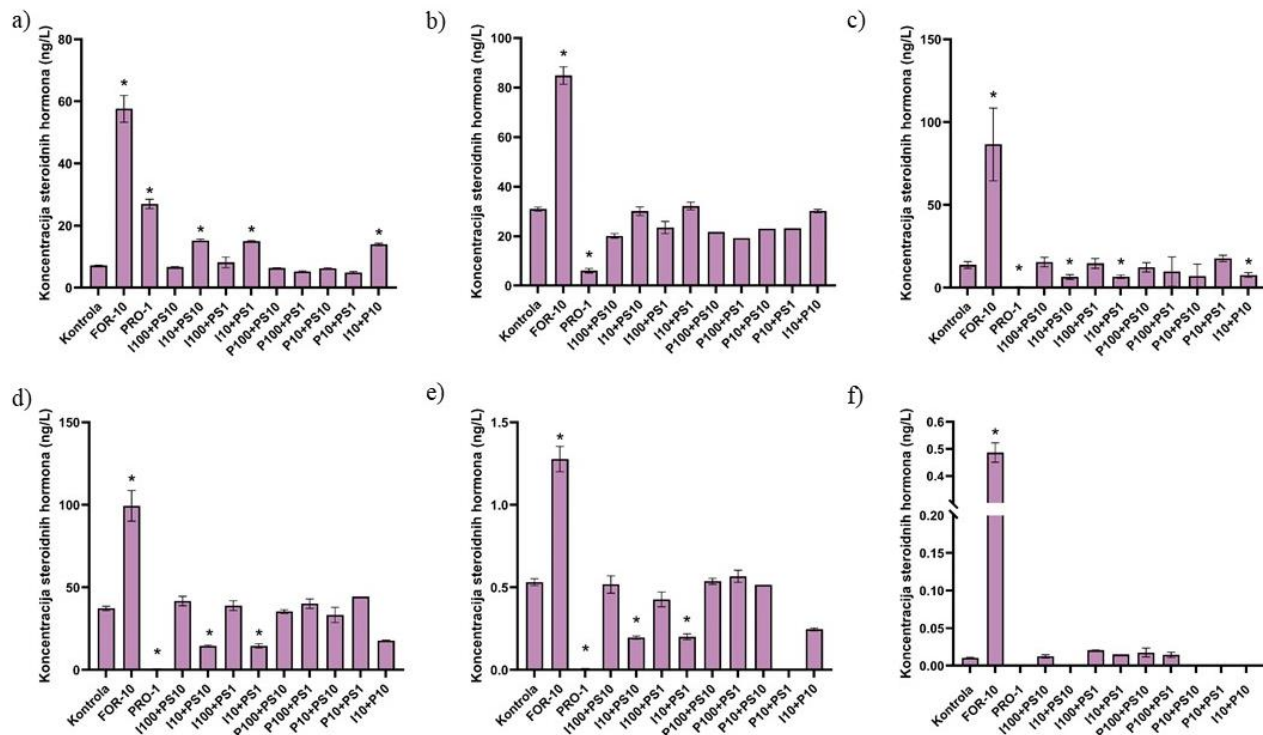 a)
Koncentracija steroidnih hormona (ng/L)
80
60
40
20
0
*
*
*
*
*
Kontrola
FOR-10
PRO-1
I100+PS10
I10+PS10
I100+PS1
I10+PS1
P100+PS10
P100+PS1
P10+PS10
P10+PS1
I10+P10
b)
Koncentracija steroidnih hormona (ng/L)
100
80
60
40
20
0
*
*
Kontrola
FOR-10
PRO-1
I100+PS10
I10+PS10
I100+PS1
I10+PS1
P100+PS10
P100+PS1
P10+PS10
P10+PS1
I10+P10
c)
Koncentracija steroidnih hormona (ng/L)
150
100
50
0
*
*
*
*
*
Kontrola
FOR-10
PRO-1
I100+PS10
I10+PS10
I100+PS1
I10+PS1
P100+PS10
P100+PS1
P10+PS10
P10+PS1
I10+P10
d)
Koncentracija steroidnih hormona (ng/L)
150
100
50
0
*
*
*
*
Kontrola
FOR-10
PRO-1
I100+PS10
I10+PS10
I100+PS1
I10+PS1
P100+PS10
P100+PS1
P10+PS10
P10+PS1
I10+P10
e)
Koncentracija steroidnih hormona (ng/L)
1.5
1.0
0.5
0.0
*
*
*
*
Kontrola
FOR-10
PRO-1
I100+PS10
I10+PS10
I100+PS1
I10+PS1
P100+PS10
P100+PS1
P10+PS10
P10+PS1
I10+P10
f)
Koncentracija steroidnih hormona (ng/L)
0.6
0.5
0.4
0.20
0.15
0.10
0.05
0.00
*
Kontrola
FOR-10
PRO-1
I100+PS10
I10+PS10
I100+PS1
I10+PS1
P100+PS10
P100+PS1
P10+PS10
P10+PS1
I10+P10